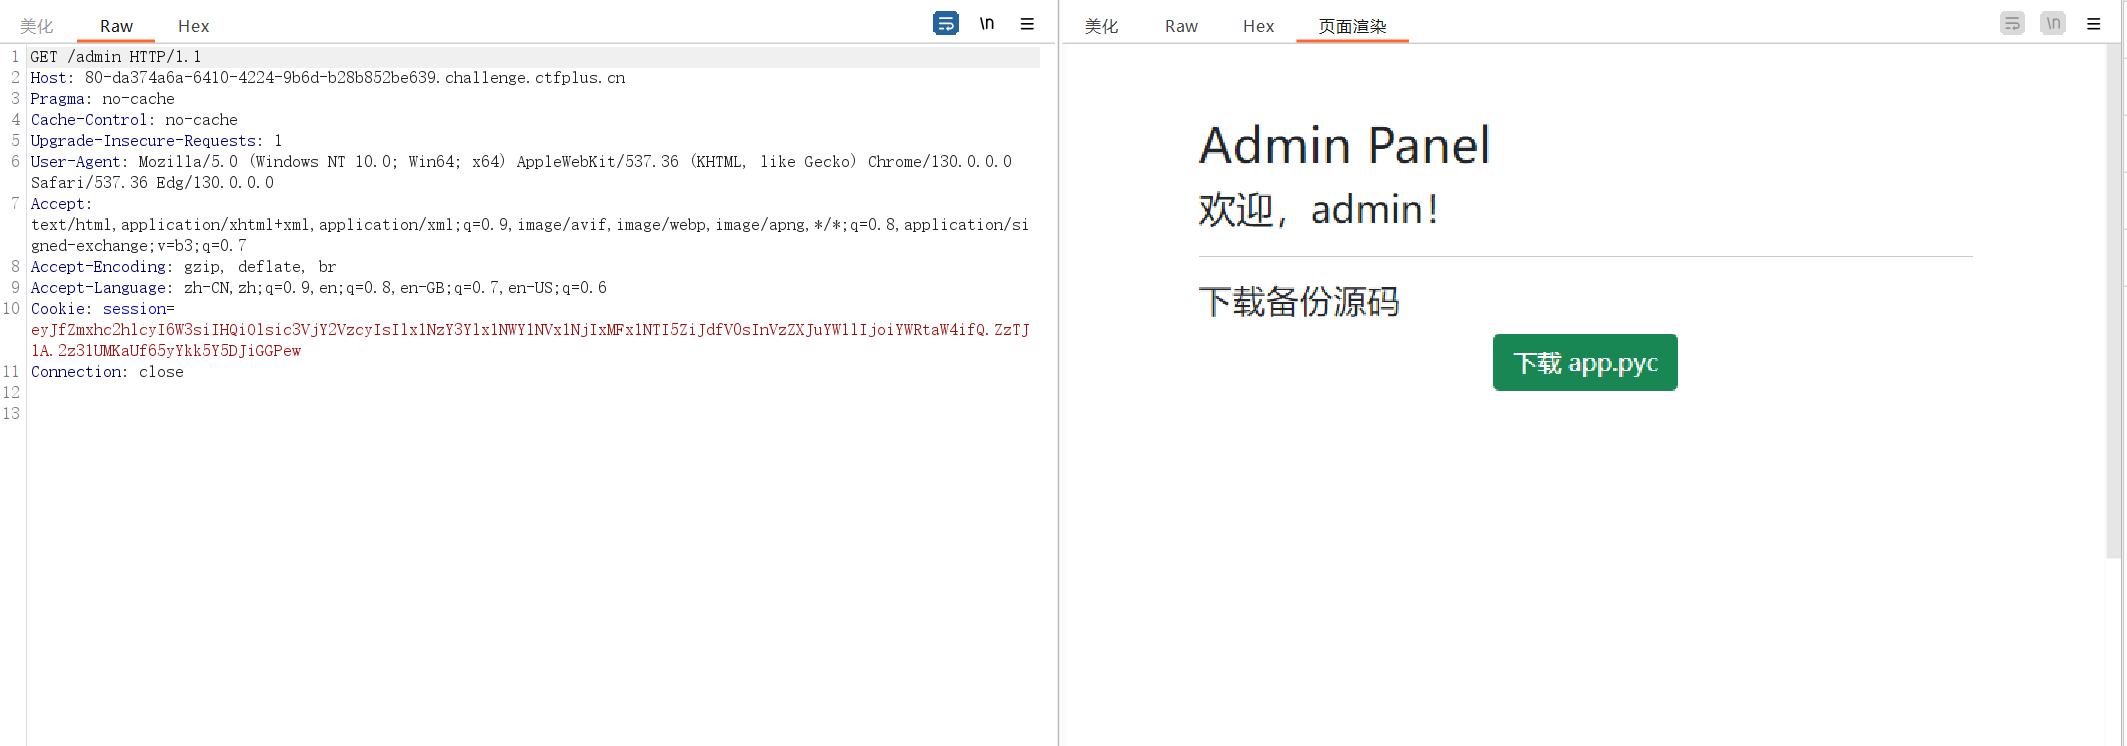 美化 Raw Hex \n
1 GET /admin HTTP/1.1
2 Host: 80-da374a6a-6410-4224-9b6d-b28b852be639.challenge.ctfplus.cn
3 Pragma: no-cache
4 Cache-Control: no-cache
5 Upgrade-Insecure-Requests: 1
6 User-Agent: Mozilla/5.0 (Windows NT 10.0; Win64; x64) AppleWebKit/537.36 (KHTML, like Gecko) Chrome/130.0.0.0
Safari/537.36 Edg/130.0.0.0
7 Accept:
text/html,application/xhtml+xml,application/xml;q=0.9,image/avif,image/webp,image/apng,*/*;q=0.8,application/si
gned-exchange;v=b3;q=0.7
8 Accept-Encoding: gzip, deflate, br
9 Accept-Language: zh-CN,zh;q=0.9,en;q=0.8,en-GB;q=0.7,en-US;q=0.6
10 Cookie: session=
eyJfZmxhc2hlcyI6W3siIHQiOlsic3VjY2VzcyIsIlx1NzY3Ylx1NWY1NVx1NjIxMFx1NTI5ZiJdfV0sInVzZXJuYW1lIjoiYWRtaW4ifQ.ZzTJ
1A.2z31UMKaUf65yYkk5Y5DJiGGPew
11 Connection: close
12
13
美化 Raw Hex 页面渲染 \n
Admin Panel
欢迎，admin！
下载备份源码
下载 app.pyc